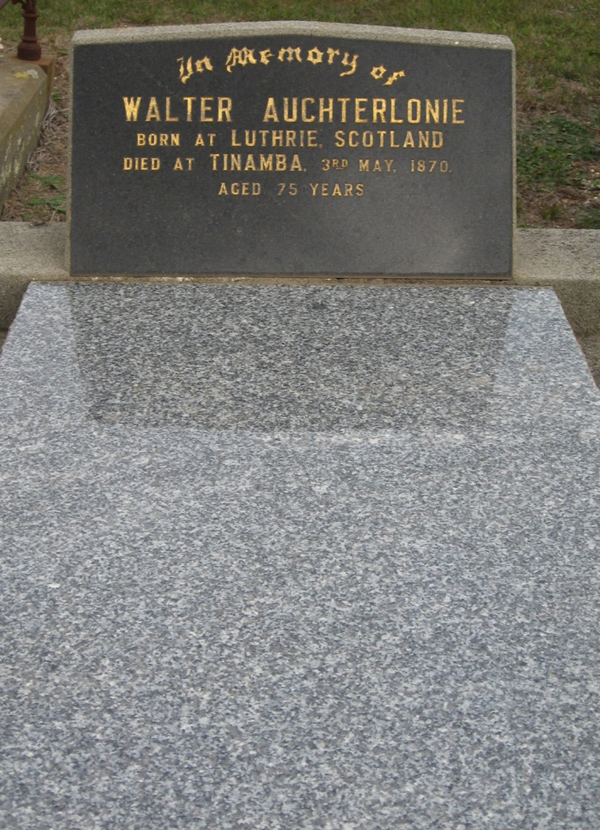 In Memory of
WALTER AUCHTERLONIE
BORN AT LUTHRIE, SCOTLAND
DIED AT TINAMBA, 3RD MAY, 1870.
AGED 75 YEARS